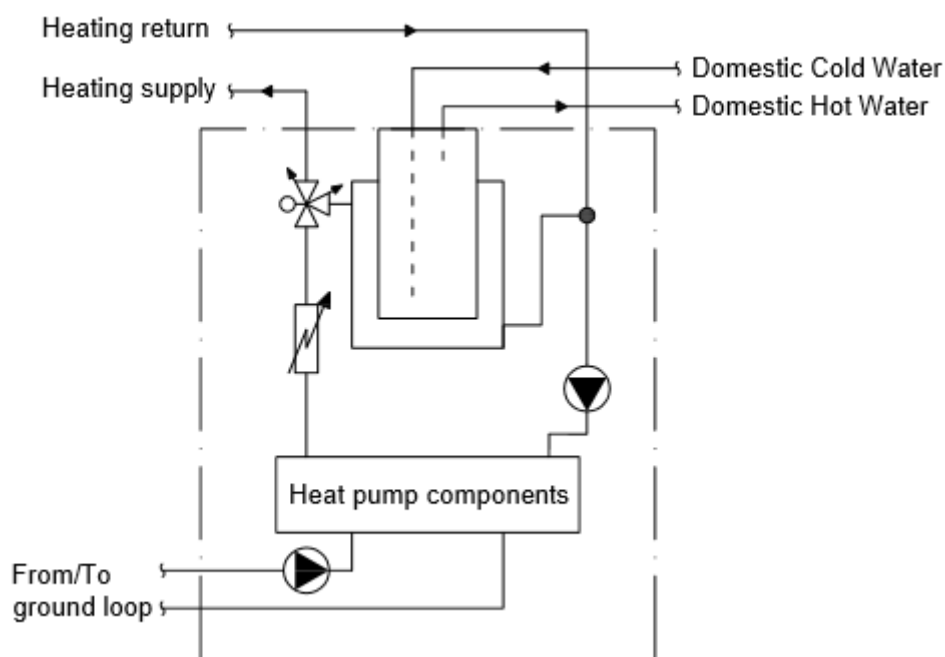 Heating return
Heating supply
Domestic Cold Water
Domestic Hot Water
Heat pump components
From/To
ground loop